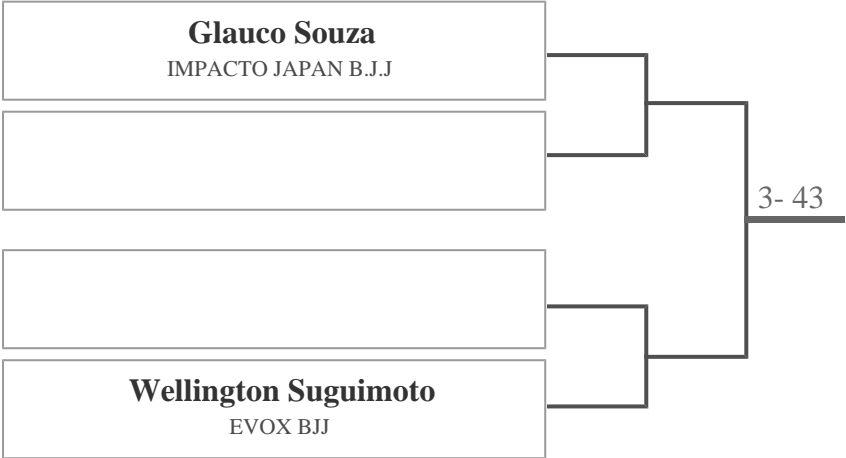 Glauco Souza
IMPACTO JAPAN B.J.J
3- 43
Wellington Suguimoto
EVOX BJJ